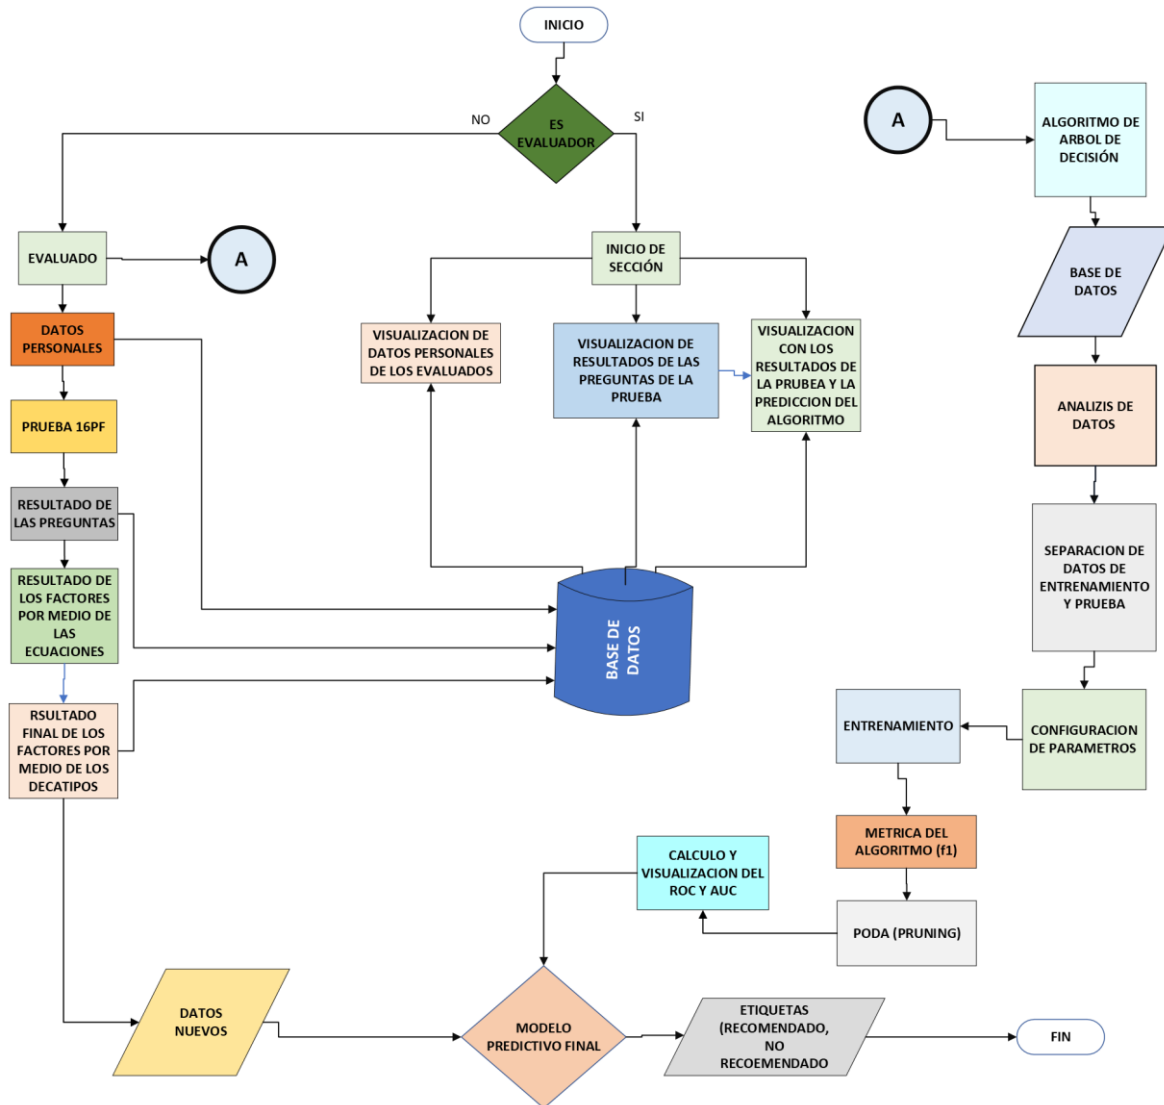 INICIO
NO
SI
ES
EVALUADOR
A
ALGORITMO DE
ARBOL DE
DECISIÓN
EVALUADO
A
INICIO DE
SECCIÓN
BASE DE
DATOS
DATOS
PERSONALES
VISUALIZACION DE
DATOS PERSONALES
DE LOS EVALUADOS
VISUALIZACION DE
RESULTADOS DE LAS
PREGUNTAS DE LA
PRUEBA
VISUALIZACION
CON LOS
RESULTADOS DE
LA PRUBEA Y LA
PREDICCION DEL
ALGORITMO
ANALIZIS DE
DATOS
PRUEBA 16PF
RESULTADO DE
LAS PREGUNTAS
SEPARACION DE
DATOS DE
ENTRENAMIENTO
Y PRUEBA
RESULTADO DE
LOS FACTORES
POR MEDIO DE
LAS
ECUACIONES
BASE DE
DATOS
RSULTADO
FINAL DE LOS
FACTORES POR
MEDIO DE LOS
DECATIPOS
ENTRENAMIENTO
CONFIGURACION
DE PARAMETROS
METRICA DEL
ALGORITMO (f1)
CALCULO Y
VISUALIZACION DEL
ROC Y AUC
PODA (PRUNING)
DATOS
NUEVOS
MODELO
PREDICTIVO FINAL
ETIQUETAS
(RECOMENDADO,
NO
RECOEMENDADO
FIN